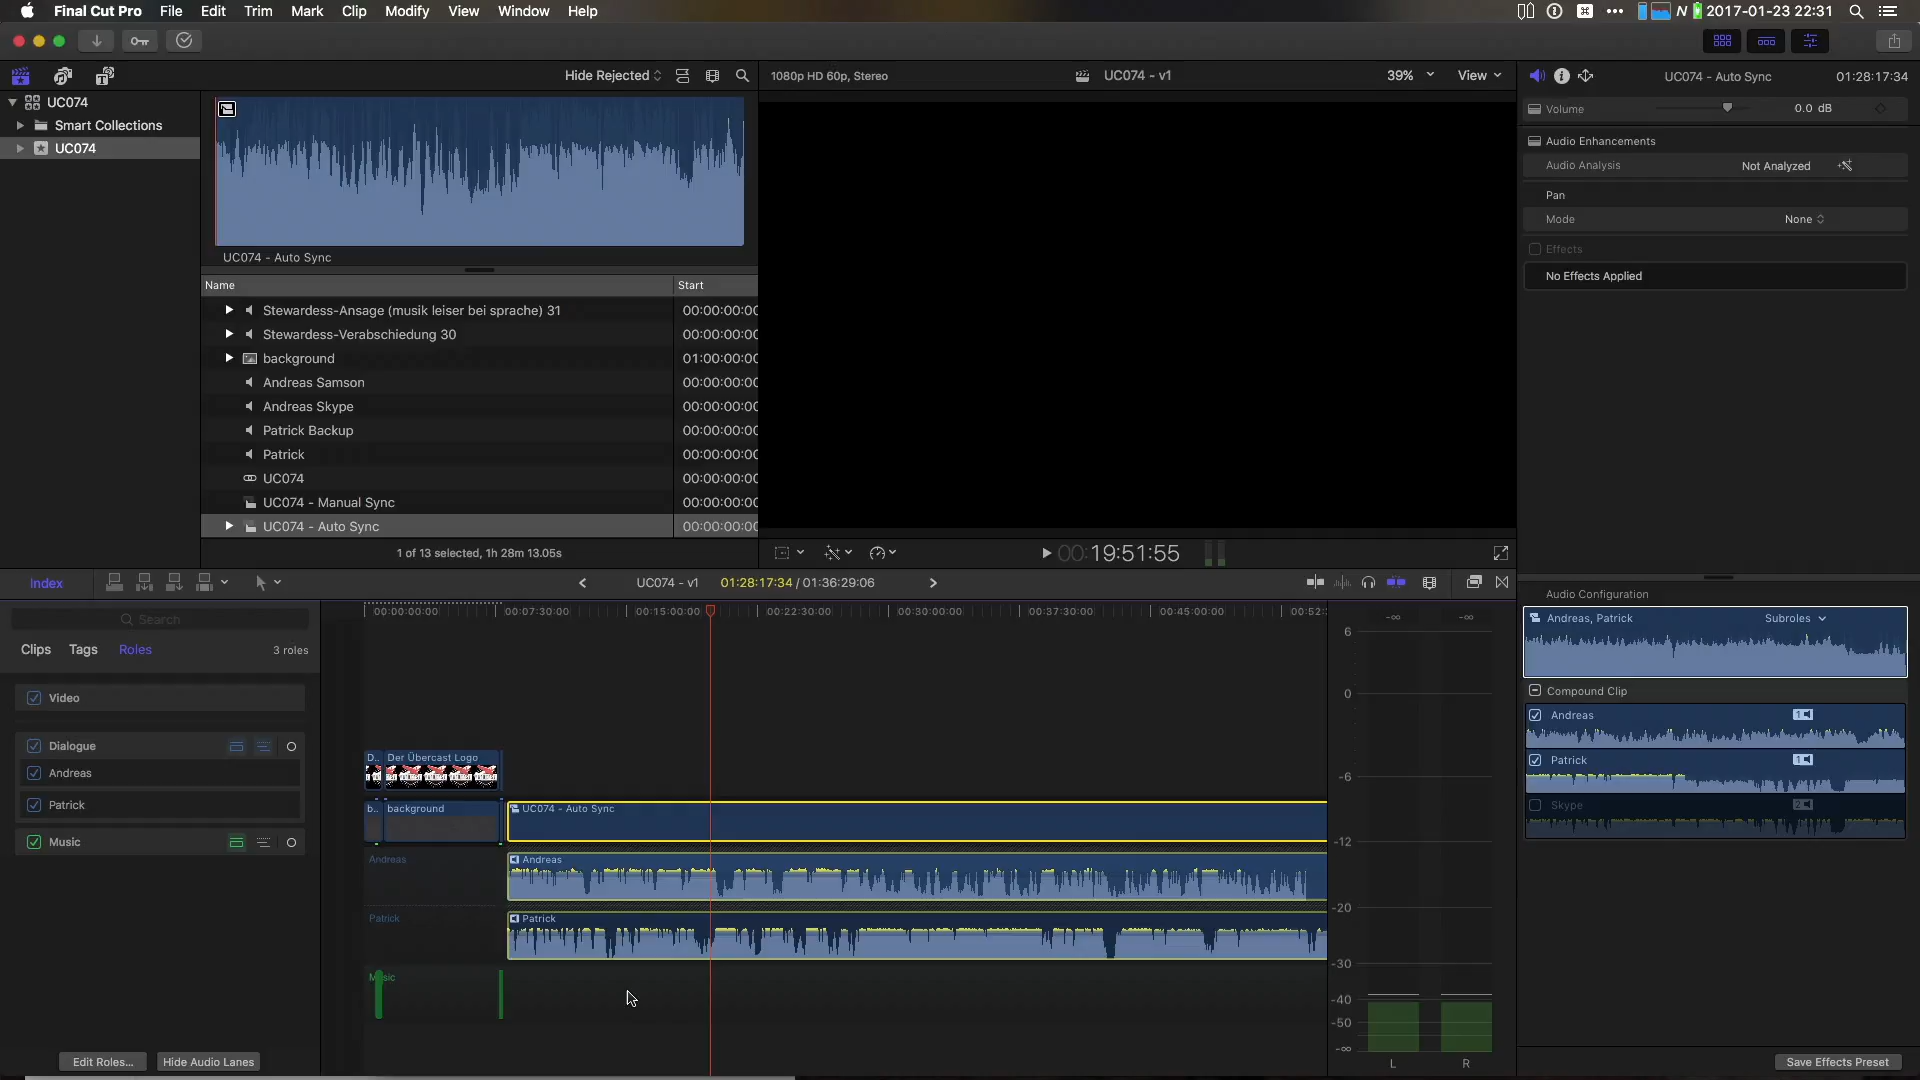 Final Cut Pro File Edit Trim Mark Clip Modify View Window Help 2017-01-23 22:31
Hide Rejected 1080p HD 60p, Stereo UC074 - v1 39% View UC074 - Auto Sync 01:28:17:34
UC074
Smart Collections
UC074
UC074 - Auto Sync
Name Start
Stewardess-Ansage (musik leiser bei sprache) 31 00:00:00:00
Stewardess-Verabschiedung 30 00:00:00:00
background 01:00:00:00
Andreas Samson 00:00:00:00
Andreas Skype 00:00:00:00
Patrick Backup 00:00:00:00
Patrick 00:00:00:00
UC074 00:00:00:00
UC074 - Manual Sync 00:00:00:00
UC074 - Auto Sync 00:00:00:00
1 of 13 selected, 1h 28m 13.05s
00:19:51:55
Volume 0.0 dB
Audio Enhancements
Audio Analysis Not Analyzed
Pan
Mode None
Effects
No Effects Applied
Index UC074 - v1 01:28:17:34 / 01:36:29:06
Search
Clips Tags Roles 3 roles
Video
Dialogue
Andreas
Patrick
Music
Edit Roles... Hide Audio Lanes
00:00:00:00 00:07:30:00 00:15:00:00 00:22:30:00 00:30:00:00 00:37:30:00 00:45:00:00 00:52:
D.. Der Übercast Logo
b.. background UC074 - Auto Sync
Andreas Andreas
Patrick Patrick
Music
-∞ -∞
6
0
-6
-12
-20
-30
-40
-50
-∞
L R
Audio Configuration
Andreas, Patrick Subroles
Compound Clip
Andreas 1
Patrick 1
Skype 2
Save Effects Preset